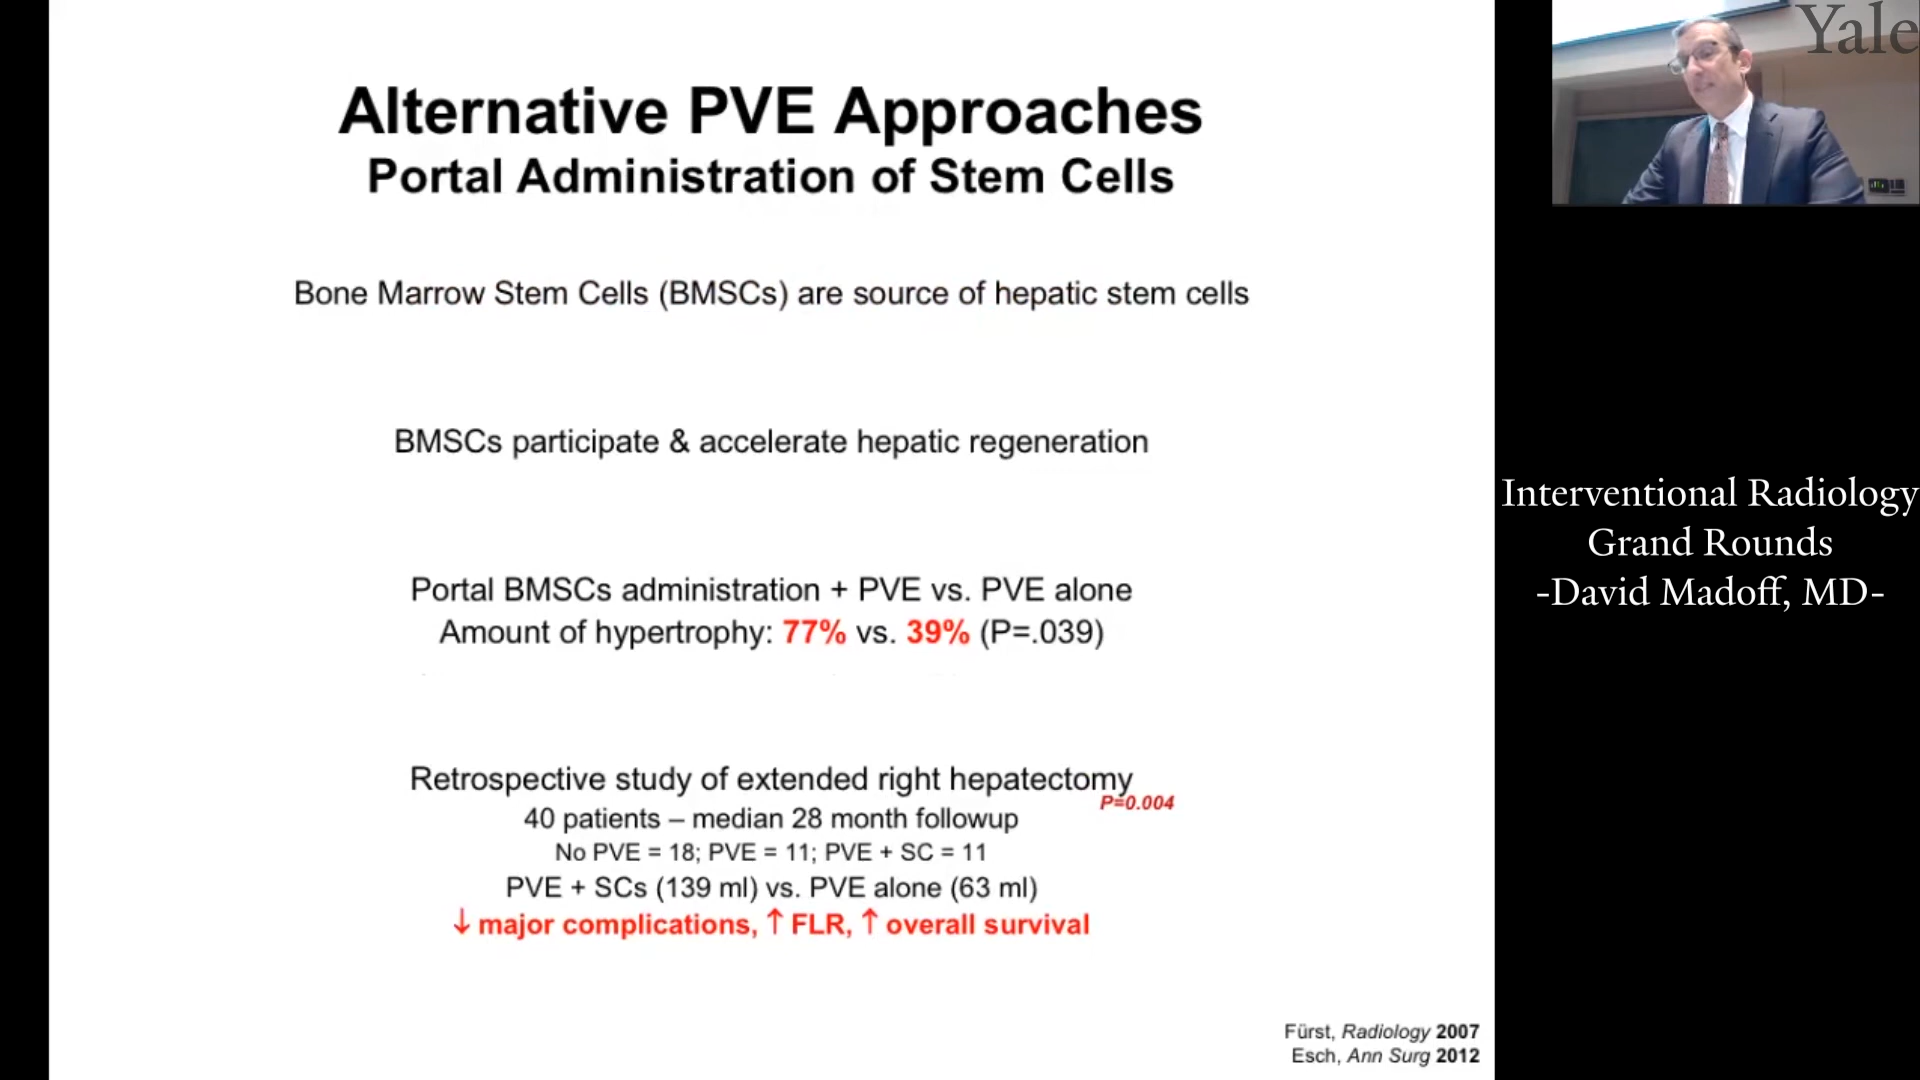 Alternative PVE Approaches
Portal Administration of Stem Cells
Bone Marrow Stem Cells (BMSCs) are source of hepatic stem cells
BMSCs participate & accelerate hepatic regeneration
Portal BMSCs administration + PVE vs. PVE alone
Amount of hypertrophy: 77% vs. 39% (P=.039)
Retrospective study of extended right hepatectomy
P=0.004
40 patients – median 28 month followup
No PVE = 18; PVE = 11; PVE + SC = 11
PVE + SCs (139 ml) vs. PVE alone (63 ml)
↓ major complications, ↑ FLR, ↑ overall survival
Fürst, Radiology 2007
Esch, Ann Surg 2012
Yale
Interventional Radiology
Grand Rounds
-David Madoff, MD-